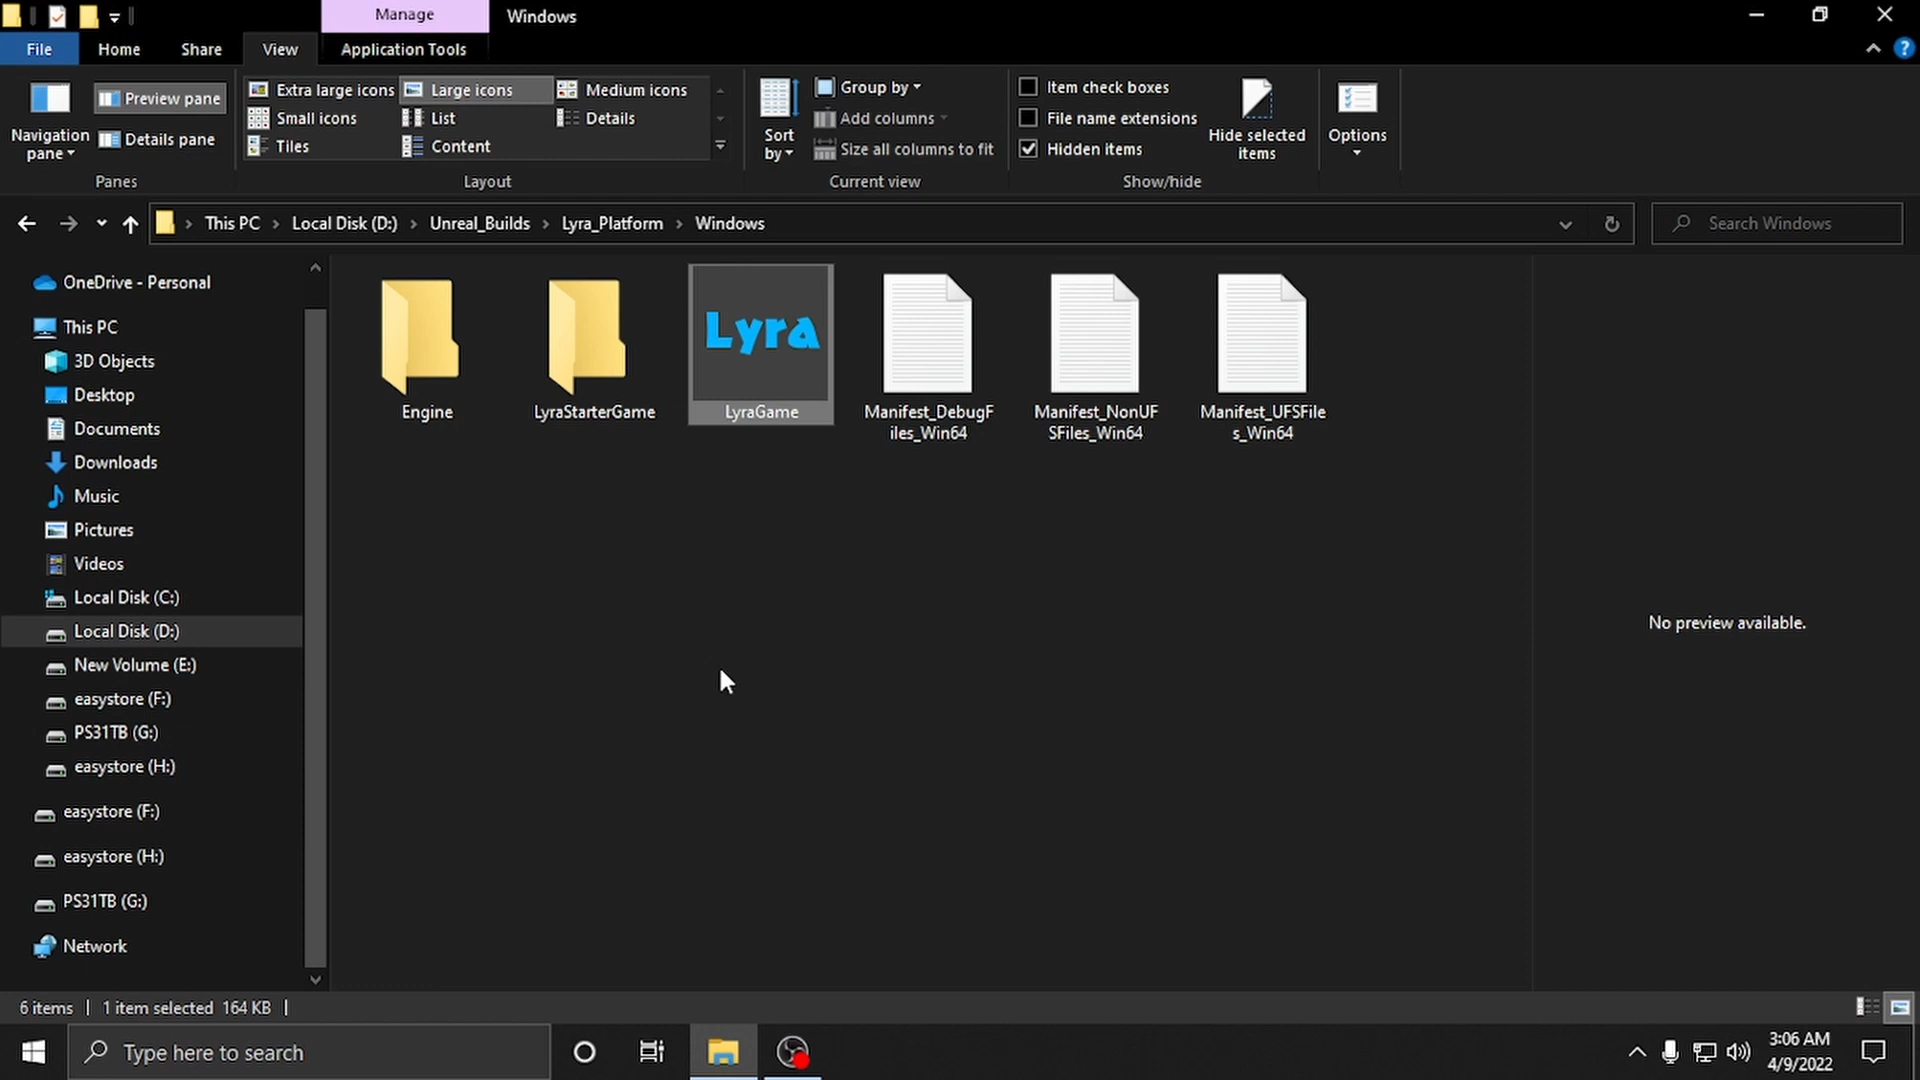 Manage
Windows
File
Home
Share
View
Application Tools
Navigation
pane
Preview pane
Details pane
Panes
Extra large icons
Large icons
Medium icons
Small icons
List
Details
Tiles
Content
Layout
Sort
by
Group by
Add columns
Size all columns to fit
Current view
Item check boxes
File name extensions
Hidden items
Hide selected
items
Show/hide
Options
This PC › Local Disk (D:) › Unreal_Builds › Lyra_Platform › Windows
Search Windows
OneDrive - Personal
This PC
3D Objects
Desktop
Documents
Downloads
Music
Pictures
Videos
Local Disk (C:)
Local Disk (D:)
New Volume (E:)
easystore (F:)
PS31TB (G:)
easystore (H:)
easystore (F:)
easystore (H:)
PS31TB (G:)
Network
Engine
LyraStarterGame
Lyra
LyraGame
Manifest_DebugF
iles_Win64
Manifest_NonUF
SFiles_Win64
Manifest_UFSFile
s_Win64
No preview available.
6 items
1 item selected 164 KB
Type here to search
3:06 AM
4/9/2022